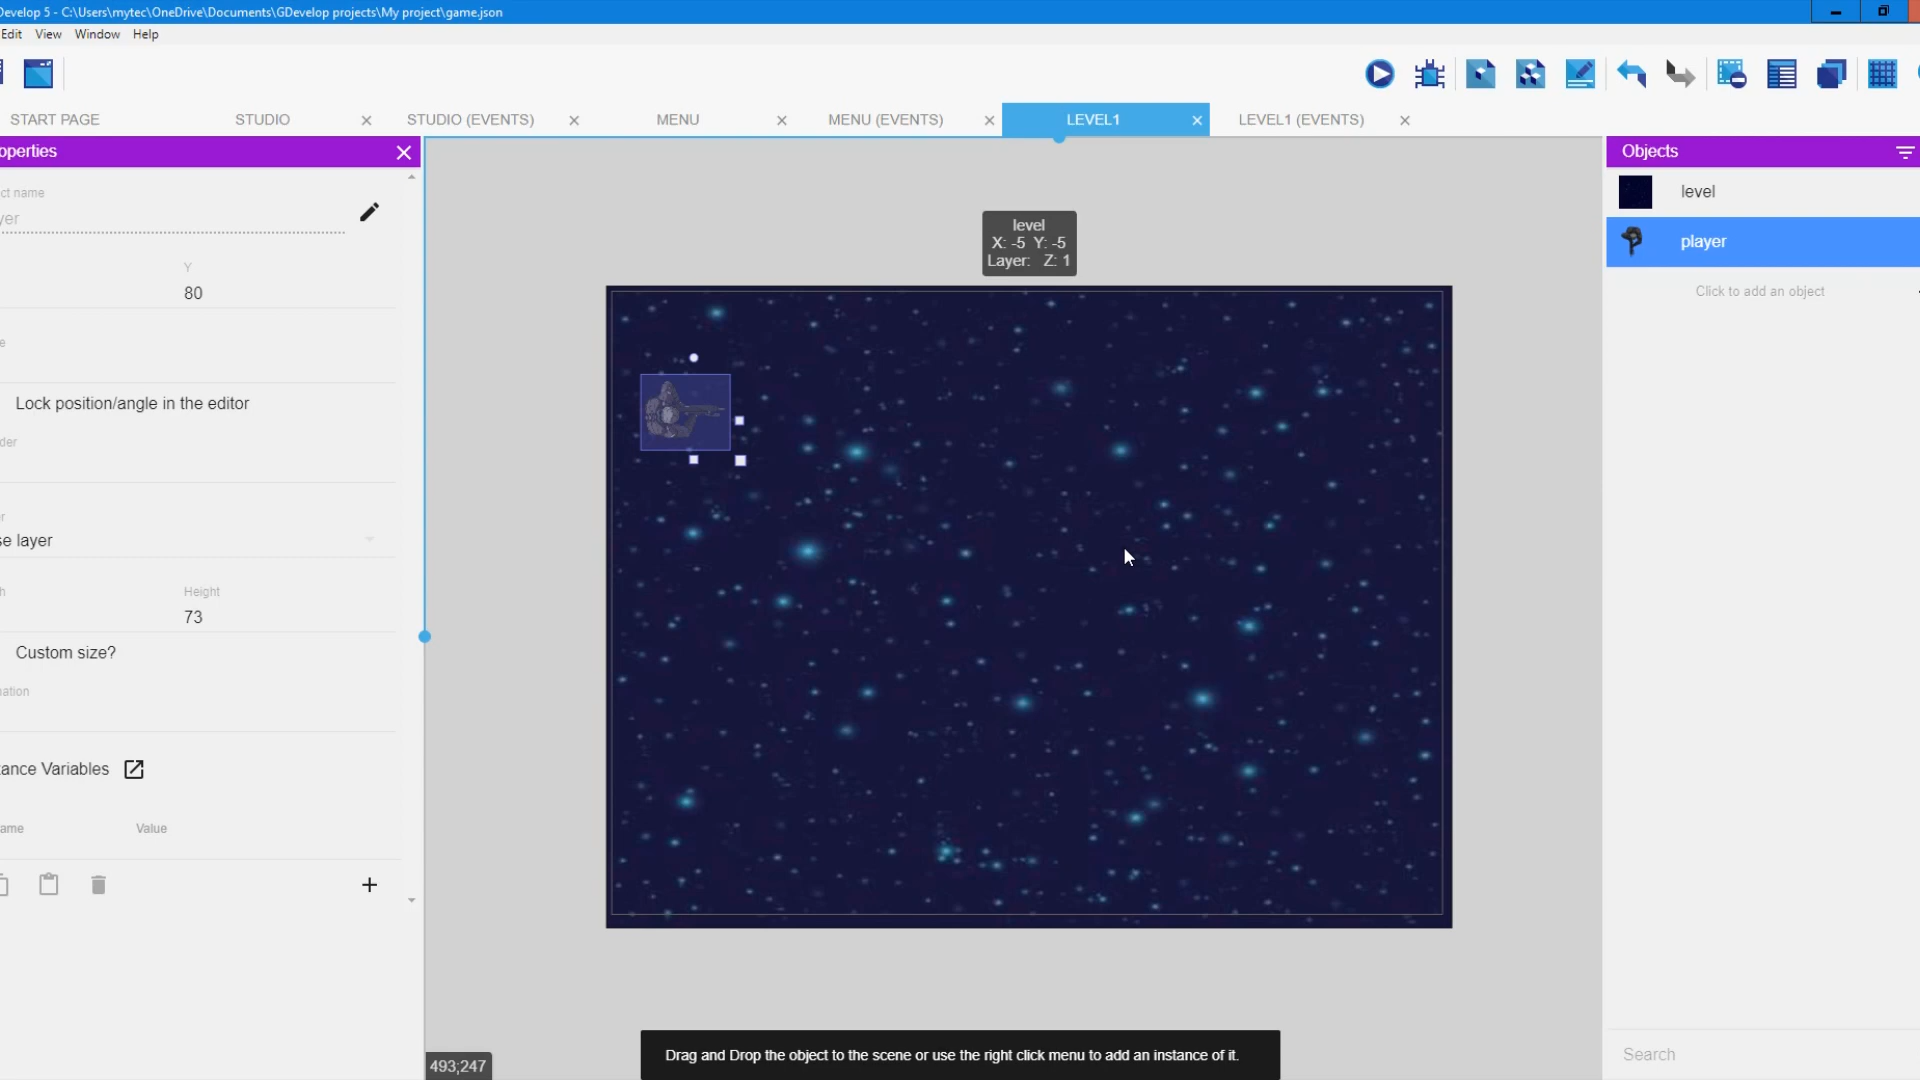 Develop 5 - C:\Users\mytec\OneDrive\Documents\GDevelop projects\My project\game.json
Edit View Window Help
START PAGE STUDIO STUDIO (EVENTS) MENU MENU (EVENTS) LEVEL1 LEVEL1 (EVENTS)
operties
Objects
ct name
yer
level
player
Click to add an object
level
X: -5 Y: -5
Layer: Z: 1
Y
80
e
Lock position/angle in the editor
der
r
se layer
h Height
73
Custom size?
nation
tance Variables
ame Value
493;247
Drag and Drop the object to the scene or use the right click menu to add an instance of it.
Search